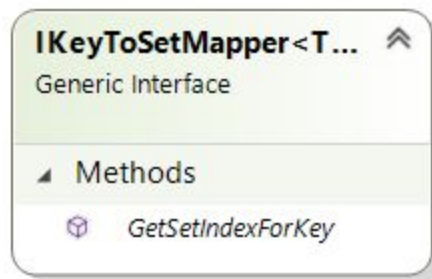 IKeyToSetMapper<T...
Generic Interface
Methods
GetSetIndexForKey